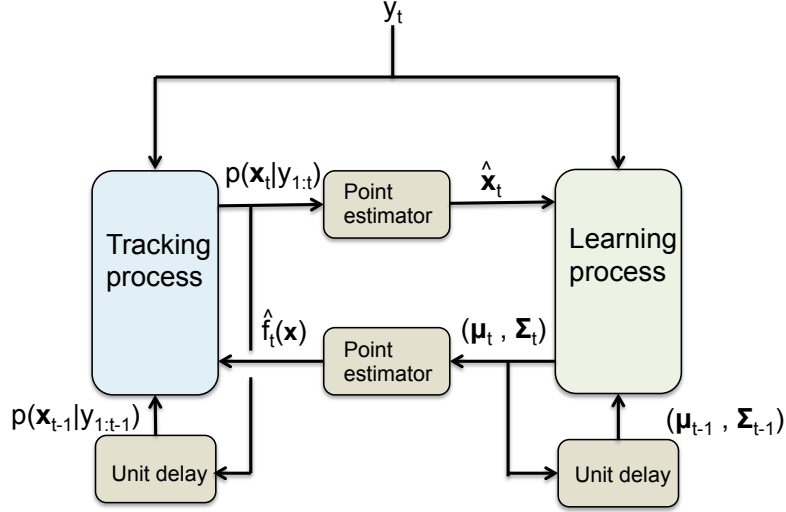 y_t
p(x_t|y_{1:t})
Point
estimator
x̂_t
Tracking
process
Learning
process
f̂_t(x)
Point
estimator
(μ_t , Σ_t)
p(x_{t-1}|y_{1:t-1})
(μ_{t-1} , Σ_{t-1})
Unit delay
Unit delay